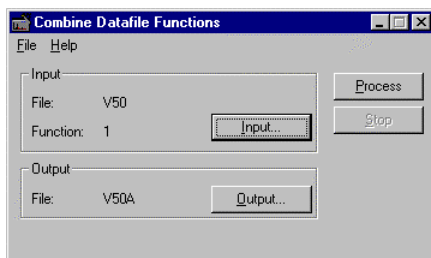 Combine Datafile Functions
File Help
Input
File: V50
Function: 1
Input...
Process
Stop
Output
File: V50A
Output...